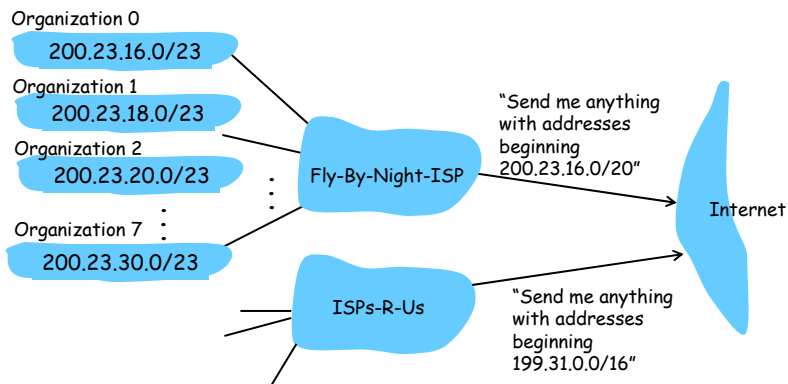 Organization 0
200.23.16.0/23
Organization 1
200.23.18.0/23
Organization 2
200.23.20.0/23
Organization 7
200.23.30.0/23
Fly-By-Night-ISP
“Send me anything
with addresses
beginning
200.23.16.0/20”
Internet
ISPs-R-Us
“Send me anything
with addresses
beginning
199.31.0.0/16”